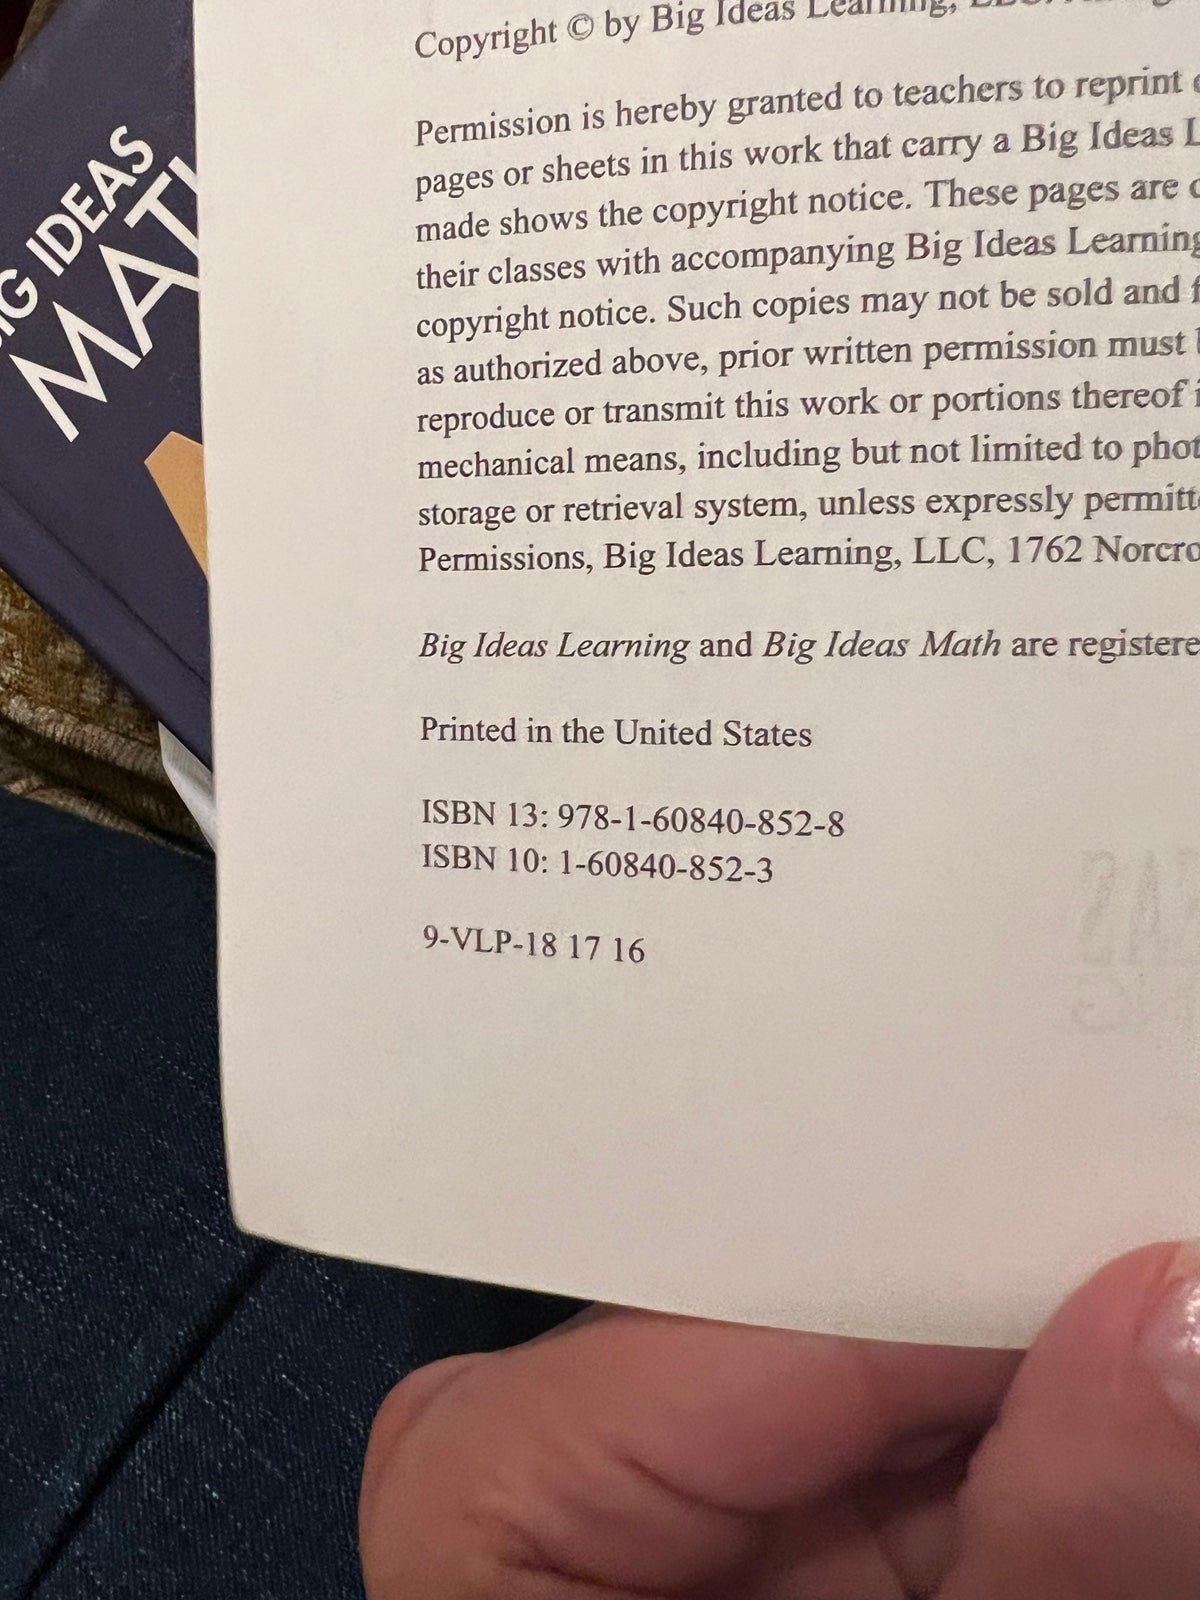 BIG IDEAS
MATH
Copyright © by Big Ideas Learning,
Permission is hereby granted to teachers to reprint
pages or sheets in this work that carry a Big Ideas
made shows the copyright notice. These pages are
their classes with accompanying Big Ideas Learning
copyright notice. Such copies may not be sold and
as authorized above, prior written permission must
reproduce or transmit this work or portions thereof
mechanical means, including but not limited to
storage or retrieval system, unless expressly
Permissions, Big Ideas Learning, LLC, 1762
Big Ideas Learning and Big Ideas Math are
Printed in the United States
ISBN 13: 978-1-60840-852-8
ISBN 10: 1-60840-852-3
9-VLP-18 17 16